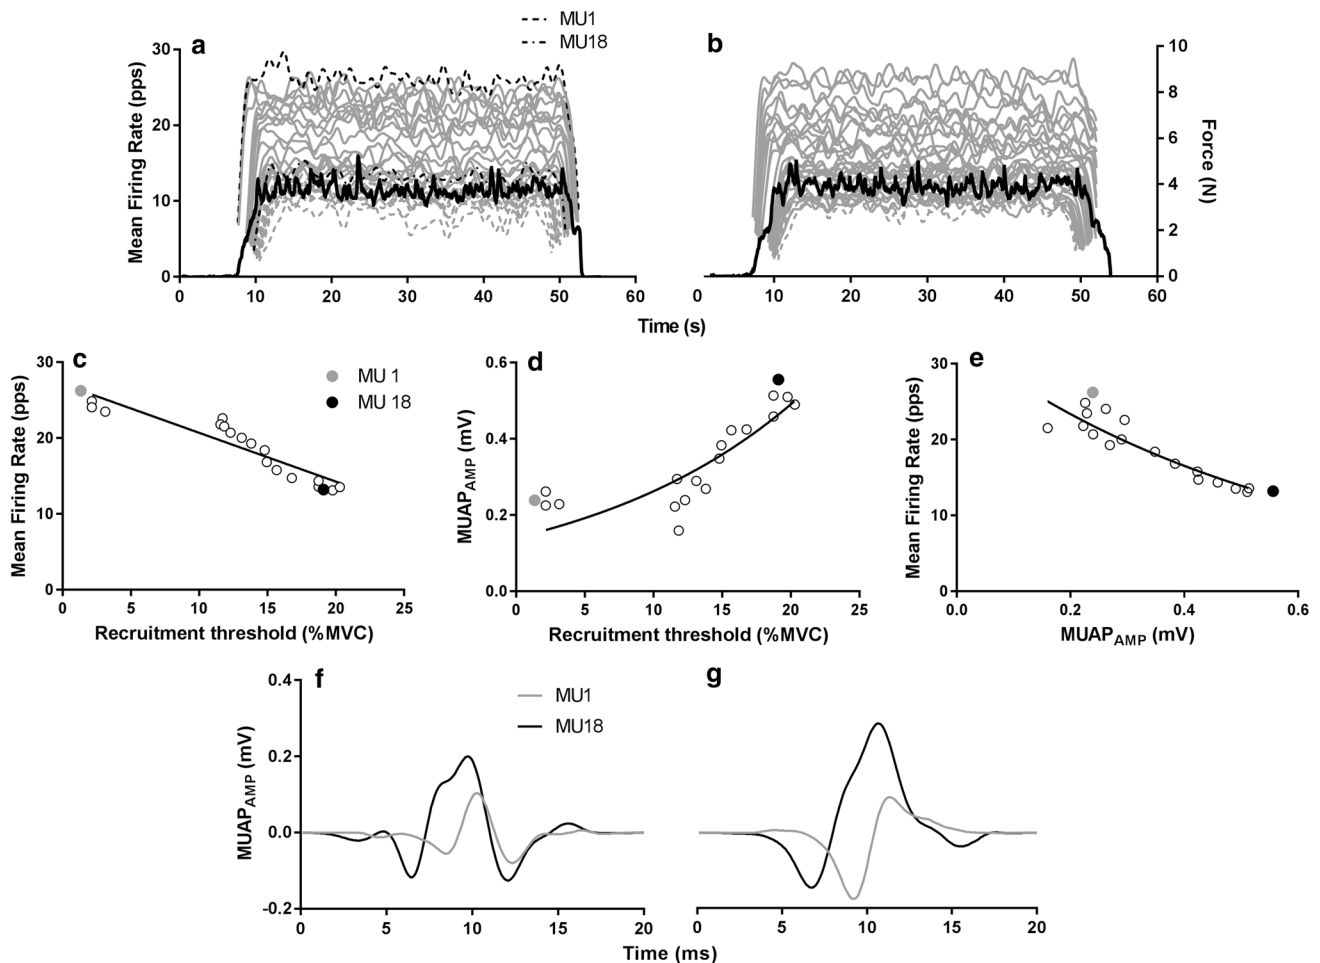 MU1
MU18
a
b
30
20
10
0
Mean Firing Rate (pps)
10
8
6
4
2
0
Force (N)
0 10 20 30 40 50 60
0 10 20 30 40 50 60
Time (s)
c
MU 1
MU 18
30
20
10
0
Mean Firing Rate (pps)
0 5 10 15 20 25
Recruitment threshold (%MVC)
d
0.6
0.4
0.2
0.0
MUAPAMP (mV)
0 5 10 15 20 25
Recruitment threshold (%MVC)
e
30
20
10
0
Mean Firing Rate (pps)
0.0 0.2 0.4 0.6
MUAPAMP (mV)
f
MU1
MU18
0.4
0.2
0.0
-0.2
MUAPAMP (mV)
0 5 10 15 20
g
0 5 10 15 20
Time (ms)